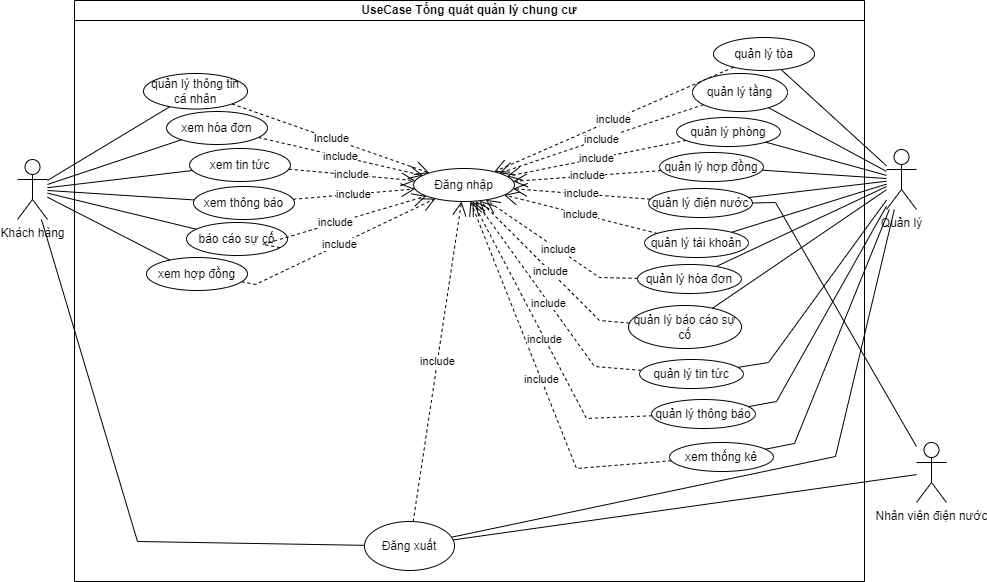 UseCase Tổng quát quản lý chung cư
quản lý tòa
quản lý thông tin
cá nhân
quản lý tầng
include
xem hóa đơn
Include
include
quản lý phòng
include
include
xem tin tức
include
quản lý hợp đồng
Đăng nhập
include
include
xem thông báo
quản lý điện nước
include
include
Khách hàng
báo cáo sự cố
Quản lý
include
quản lý tài khoản
include
xem hợp đồng
include
quản lý hóa đơn
include
quản lý báo cáo sự
cố
include
include
include
quản lý tin tức
quản lý thông báo
xem thống kê
Nhân viên điện nước
Đăng xuất